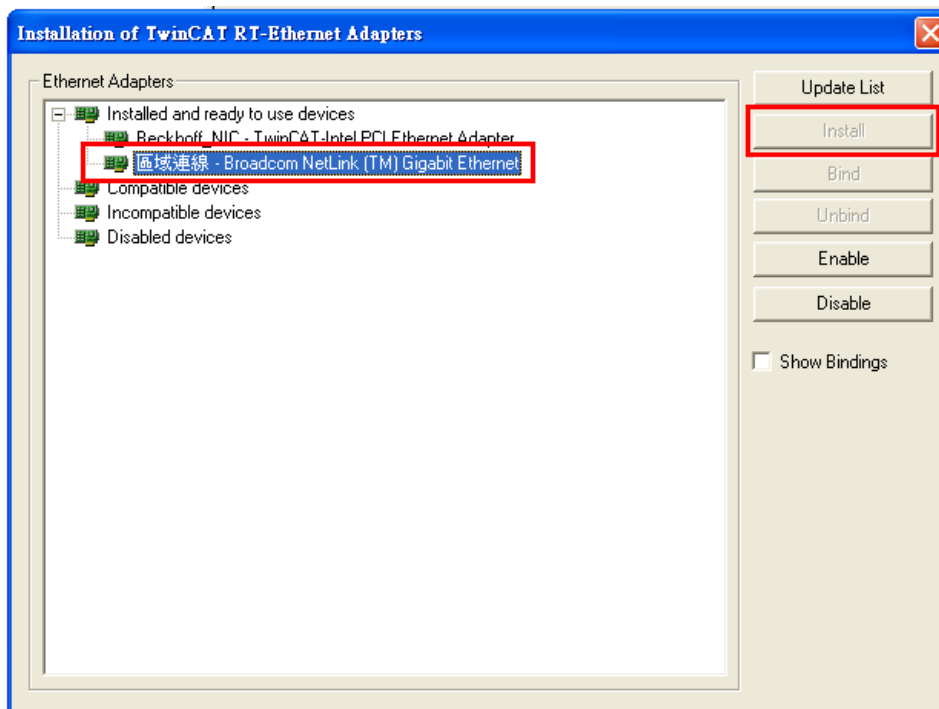 Installation of TwinCAT RT-Ethernet Adapters
Ethernet Adapters
Installed and ready to use devices
Beckhoff_NIC - TwinCAT-Intel PCI Ethernet Adapter
區域連線 - Broadcom NetLink (TM) Gigabit Ethernet
Compatible devices
Incompatible devices
Disabled devices
Update List
Install
Bind
Unbind
Enable
Disable
Show Bindings